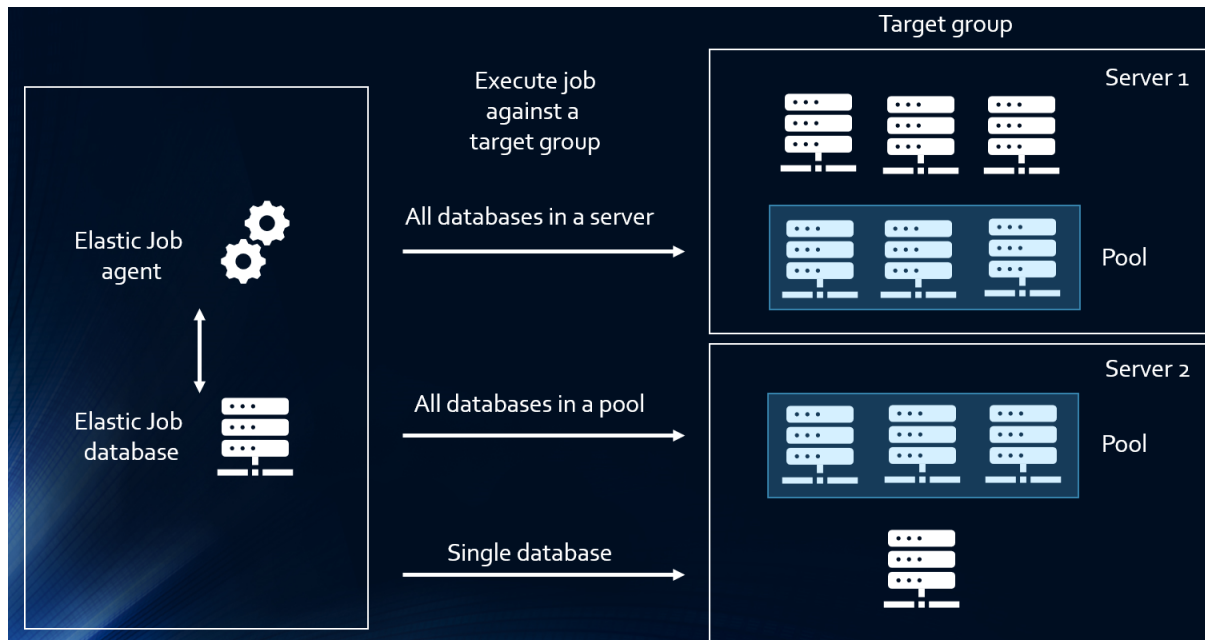 Target group
Execute job
against a
target group
Elastic Job
agent
Elastic Job
database
All databases in a server
All databases in a pool
Single database
Server 1
Pool
Server 2
Pool